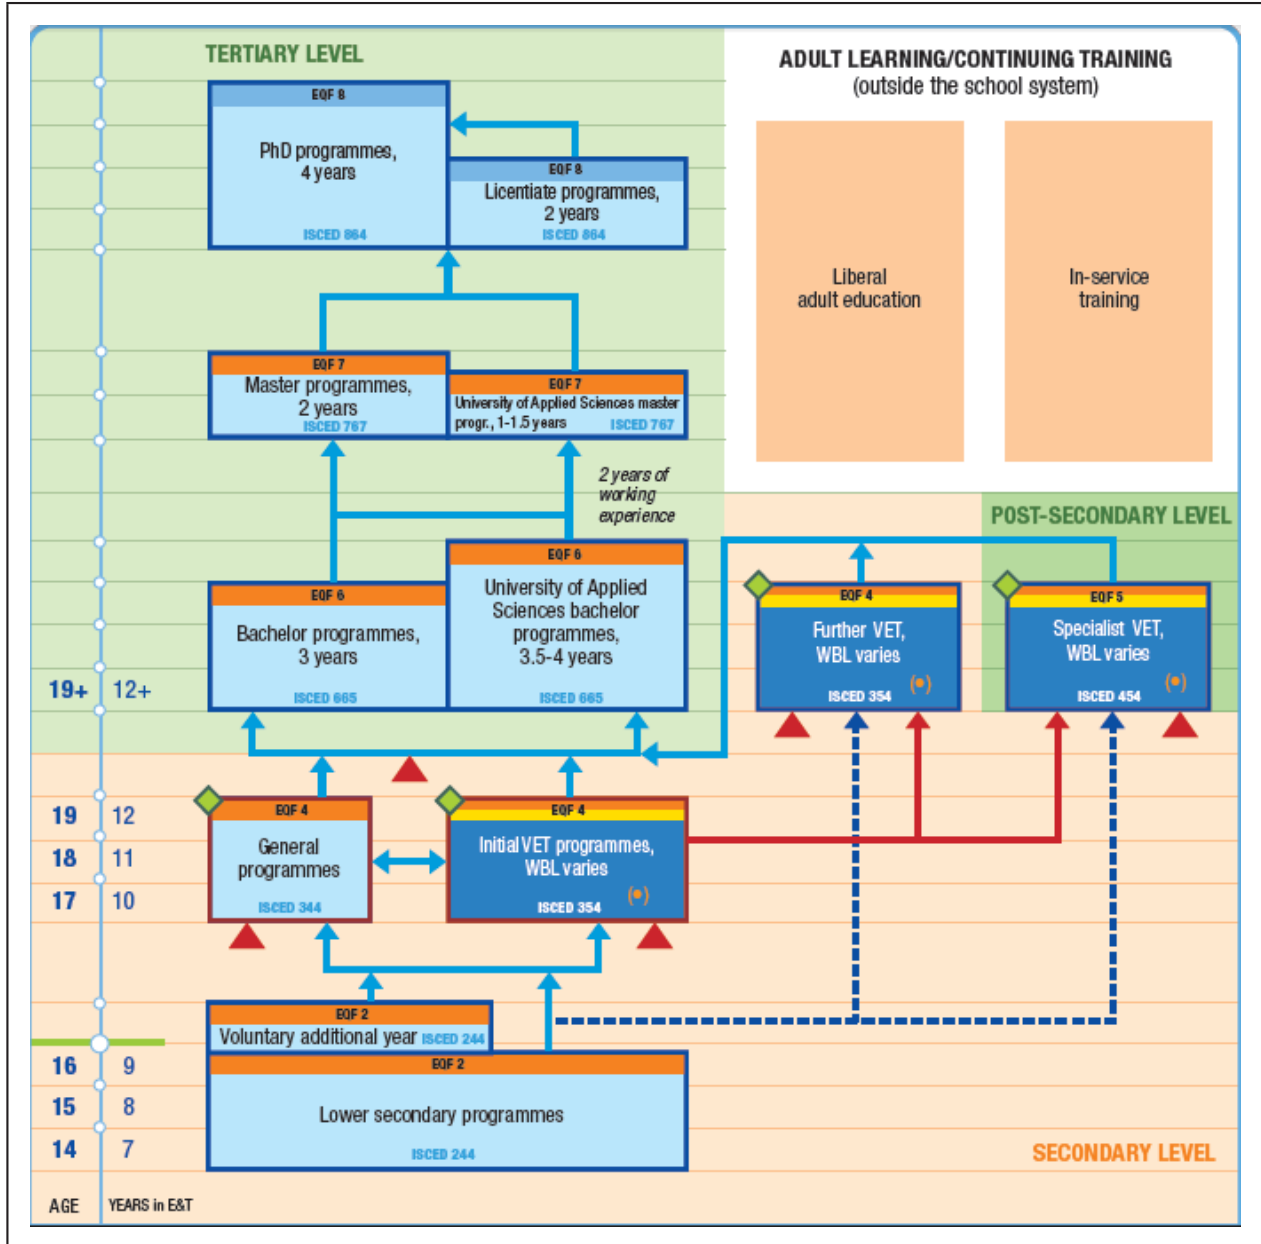 TERTIARY LEVEL
ADULT LEARNING/CONTINUING TRAINING
(outside the school system)
EQF 8
PhD programmes,
4 years
ISCED 864
EQF 8
Licentiate programmes,
2 years
ISCED 864
Liberal
adult education
In-service
training
EQF 7
Master programmes,
2 years
ISCED 767
EQF 7
University of Applied Sciences master
progr., 1-1.5 years ISCED 767
2 years of
working
experience
POST-SECONDARY LEVEL
EQF 6
Bachelor programmes,
3 years
ISCED 665
EQF 6
University of Applied
Sciences bachelor
programmes,
3.5-4 years
ISCED 665
EQF 4
Further VET,
WBL varies
ISCED 354
EQF 5
Specialist VET,
WBL varies
ISCED 454
19+ 12+
19 12
18 11
17 10
EQF 4
General
programmes
ISCED 344
EQF 4
Initial VET programmes,
WBL varies
ISCED 354
EQF 2
Voluntary additional year ISCED 244
16 9
15 8
14 7
EQF 2
Lower secondary programmes
ISCED 244
SECONDARY LEVEL
AGE YEARS in E&T